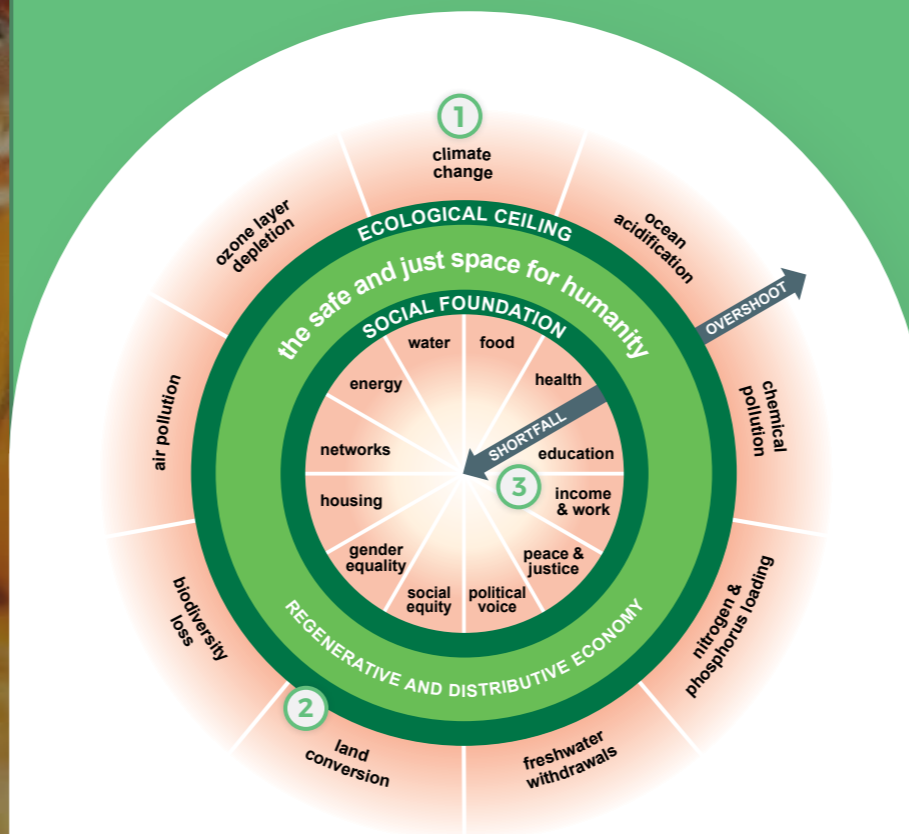 1
climate
change
ocean
acidification
OVERSHOOT
chemical
pollution
nitrogen &
phosphorus loading
freshwater
withdrawals
2
land
conversion
biodiversity
loss
air pollution
ozone layer
depletion
ECOLOGICAL CEILING
the safe and just space for humanity
SOCIAL FOUNDATION
water
food
health
SHORTFALL
education
3
income
& work
peace &
justice
political
voice
social
equity
gender
equality
housing
networks
energy
REGENERATIVE AND DISTRIBUTIVE ECONOMY